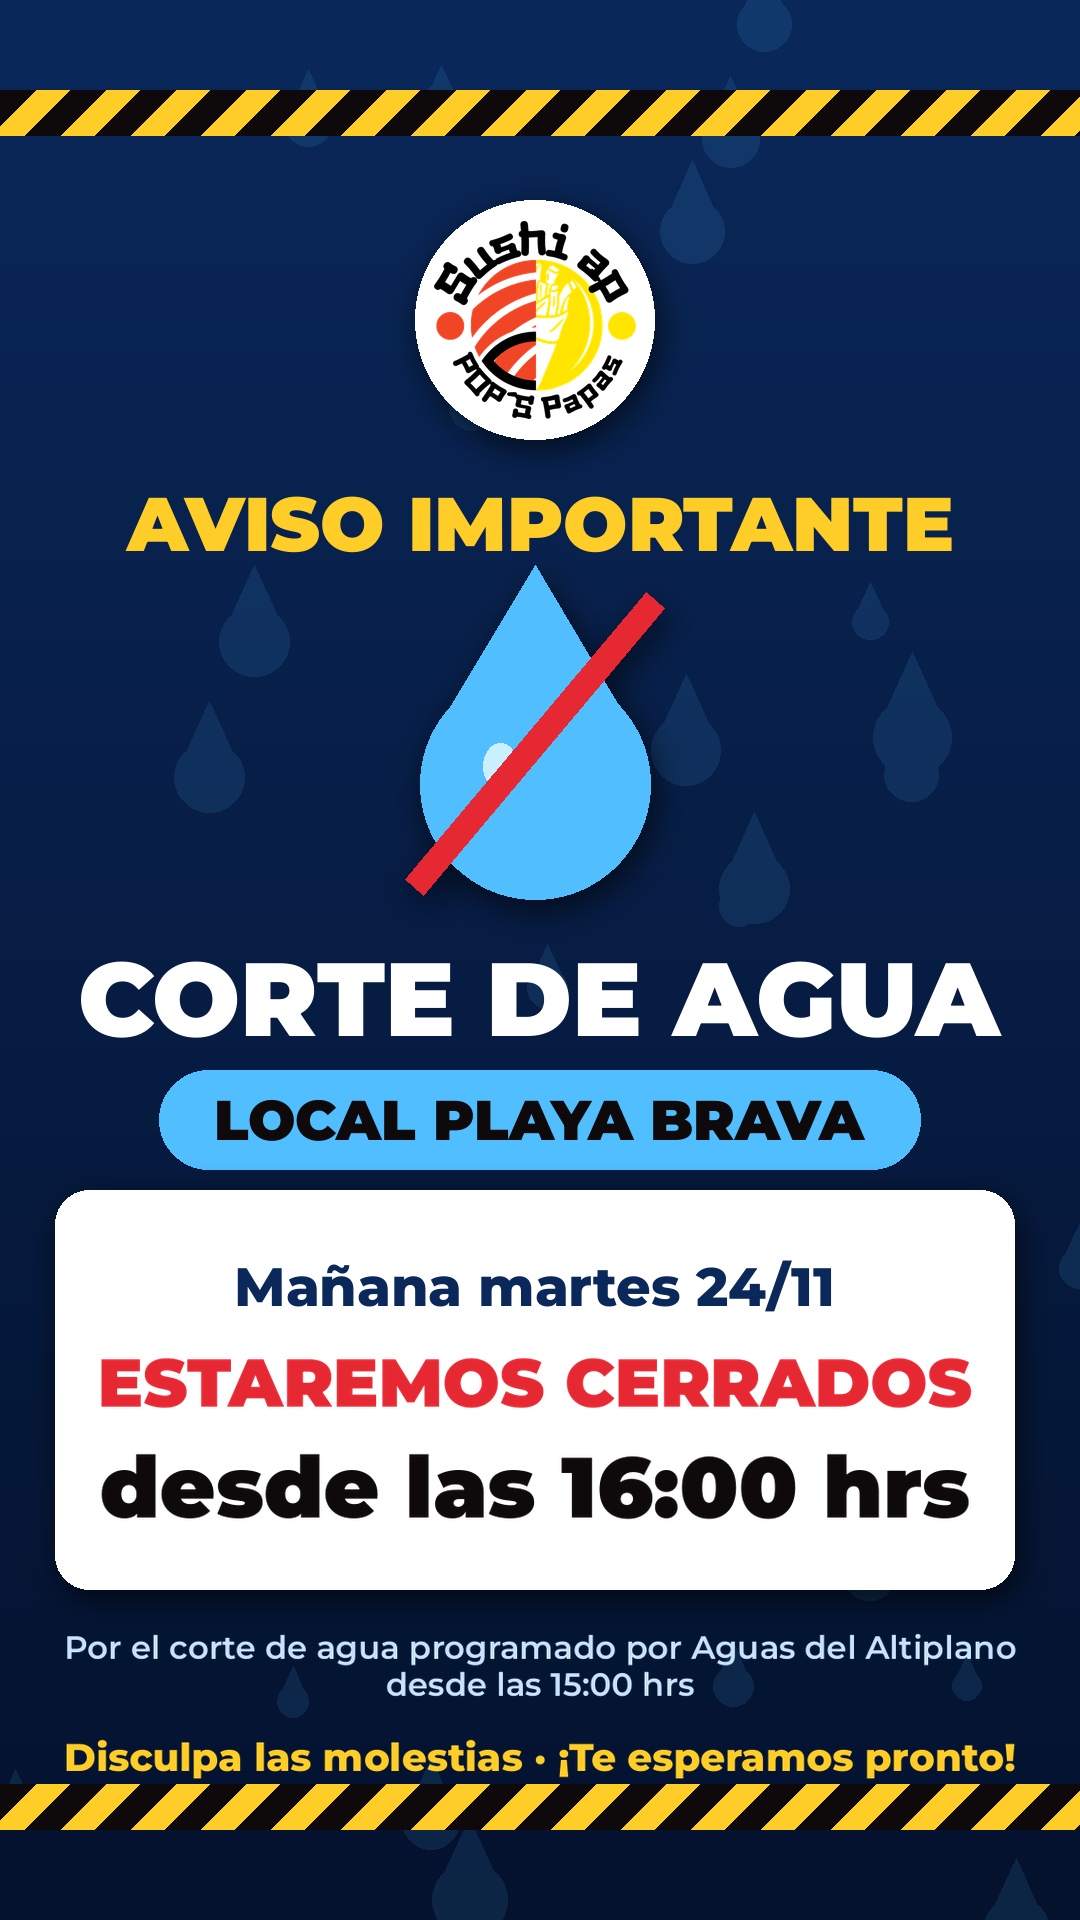 Sushi ap
POP'S Papas
AVISO IMPORTANTE
CORTE DE AGUA
LOCAL PLAYA BRAVA
Mañana martes 24/11
ESTAREMOS CERRADOS
desde las 16:00 hrs
Por el corte de agua programado por Aguas del Altiplano
desde las 15:00 hrs
Disculpa las molestias · ¡Te esperamos pronto!